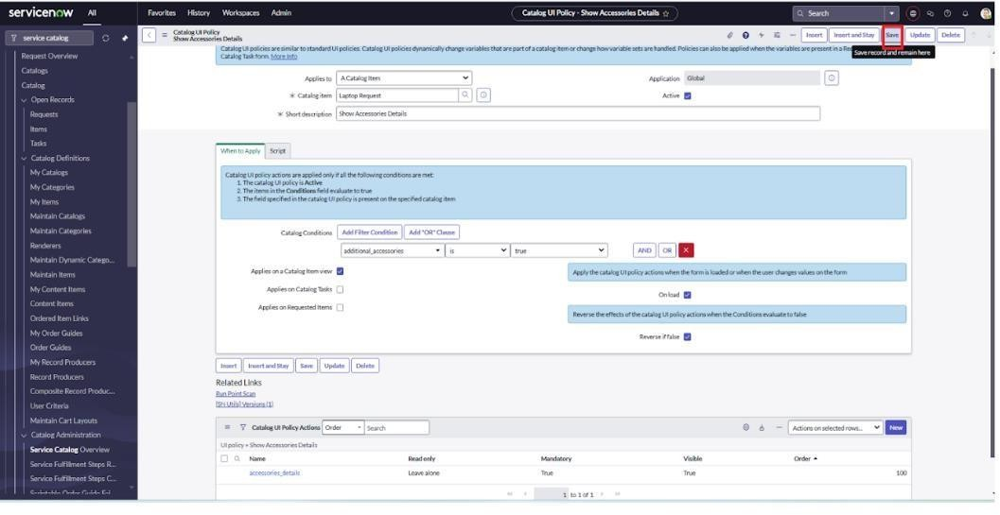 servicenow All Favorites History Workspaces Admin Catalog UI Policy - Show Accessories Details ☆ Search
service catalog
Catalog UI Policy
Show Accessories Details
Insert Insert and Stay Save Update Delete
Save record and remain here
Request Overview
Catalogs
Catalog
Open Records
Requests
Items
Tasks
Catalog Definitions
My Catalogs
My Categories
My Items
Maintain Catalogs
Maintain Categories
Renderers
Maintain Dynamic Catego...
Maintain Items
My Content Items
Content Items
Ordered Item Links
My Order Guides
Order Guides
My Record Producers
Record Producers
Composite Record Produc...
User Criteria
Maintain Cart Layouts
Catalog Administration
Service Catalog Overview
Service Fulfillment Steps R...
Service Fulfillment Steps C...
Scriptable Order Guide Fai...
Catalog UI policies are similar to standard UI policies. Catalog UI policies dynamically change variables that are part of a catalog item or change how variable sets are handled. Policies can also be applied when the variables are present in a Re
Catalog Task form. More Info
Applies to A Catalog Item
Application Global
* Catalog item Laptop Request
Active
* Short description Show Accessories Details
When to Apply Script
Catalog UI policy actions are applied only if all the following conditions are met:
1. The catalog UI policy is Active
2. The items in the Conditions field evaluate to true
3. The field specified in the catalog UI policy is present on the specified catalog item
Catalog Conditions Add Filter Condition Add "OR" Clause
additional_accessories is true AND OR ×
Applies on a Catalog Item view
Apply the catalog UI policy actions when the form is loaded or when the user changes values on the form
Applies on Catalog Tasks
On load
Applies on Requested Items
Reverse the effects of the catalog UI policy actions when the Conditions evaluate to false
Reverse if false
Insert Insert and Stay Save Update Delete
Related Links
Run Point Scan
[SN Utils] Versions (1)
Catalog UI Policy Actions Order Search Actions on selected rows... New
UI policy = Show Accessories Details
Name Read only Mandatory Visible Order
accessories_details Leave alone True True 100
1 to 1 of 1